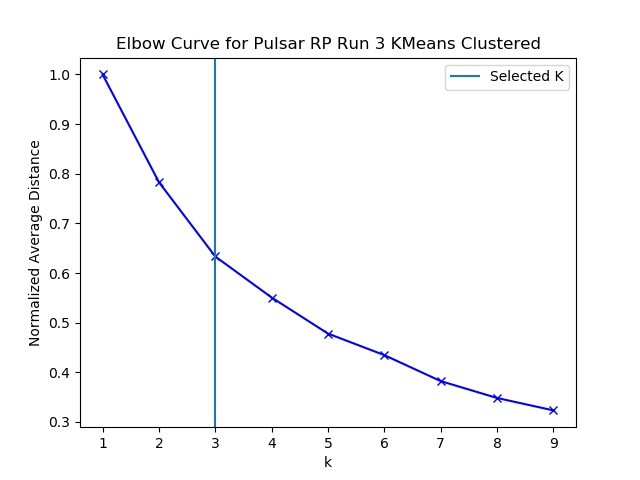 Elbow Curve for Pulsar RP Run 3 KMeans Clustered
Selected K
Normalized Average Distance
1.0
0.9
0.8
0.7
0.6
0.5
0.4
0.3
1 2 3 4 5 6 7 8 9
k